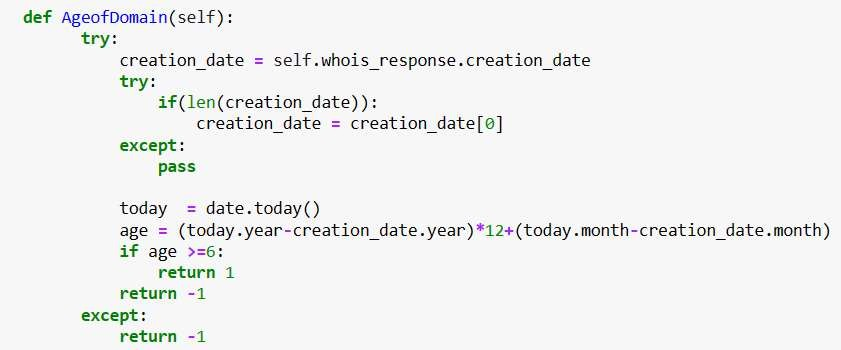 def AgeofDomain(self):
      try:
          creation_date = self.whois_response.creation_date
          try:
              if(len(creation_date)):
                  creation_date = creation_date[0]
          except:
              pass

          today  = date.today()
          age = (today.year-creation_date.year)*12+(today.month-creation_date.month)
          if age >=6:
              return 1
          return -1
      except:
          return -1